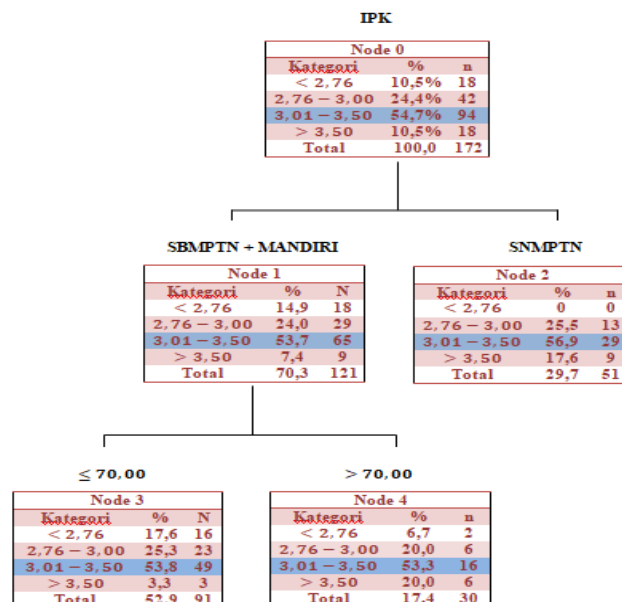 IPK
Node 0
Kategori % n
< 2,76 10,5% 18
2,76 – 3,00 24,4% 42
3,01 – 3,50 54,7% 94
> 3,50 10,5% 18
Total 100,0 172
SBMPTN + MANDIRI
Node 1
Kategori % N
< 2,76 14,9 18
2,76 – 3,00 24,0 29
3,01 – 3,50 53,7 65
> 3,50 7,4 9
Total 70,3 121
SNMPTN
Node 2
Kategori % n
< 2,76 0 0
2,76 – 3,00 25,5 13
3,01 – 3,50 56,9 29
> 3,50 17,6 9
Total 29,7 51
≤ 70,00
Node 3
Kategori % N
< 2,76 17,6 16
2,76 – 3,00 25,3 23
3,01 – 3,50 53,8 49
> 3,50 3,3 3
Total 52,9 91
> 70,00
Node 4
Kategori % n
< 2,76 6,7 2
2,76 – 3,00 20,0 6
3,01 – 3,50 53,3 16
> 3,50 20,0 6
Total 17,4 30